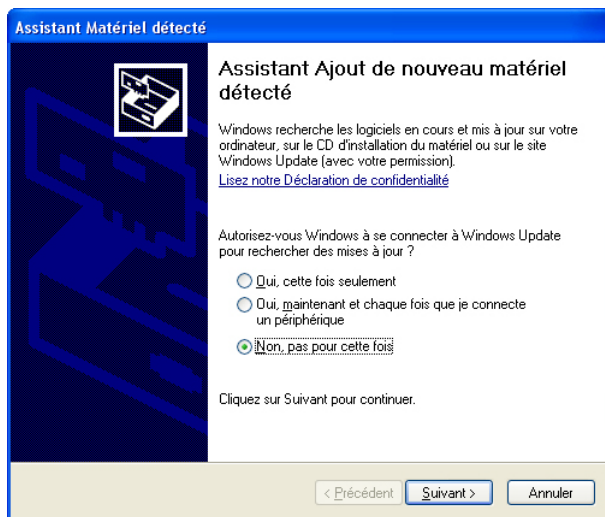 Assistant Matériel détecté
Assistant Ajout de nouveau matériel
détecté
Windows recherche les logiciels en cours et mis à jour sur votre
ordinateur, sur le CD d'installation du matériel ou sur le site
Windows Update (avec votre permission).
Lisez notre Déclaration de confidentialité
Autorisez-vous Windows à se connecter à Windows Update
pour rechercher des mises à jour ?
Oui, cette fois seulement
Oui, maintenant et chaque fois que je connecte
un périphérique
Non, pas pour cette fois
Cliquez sur Suivant pour continuer.
< Précédent Suivant > Annuler